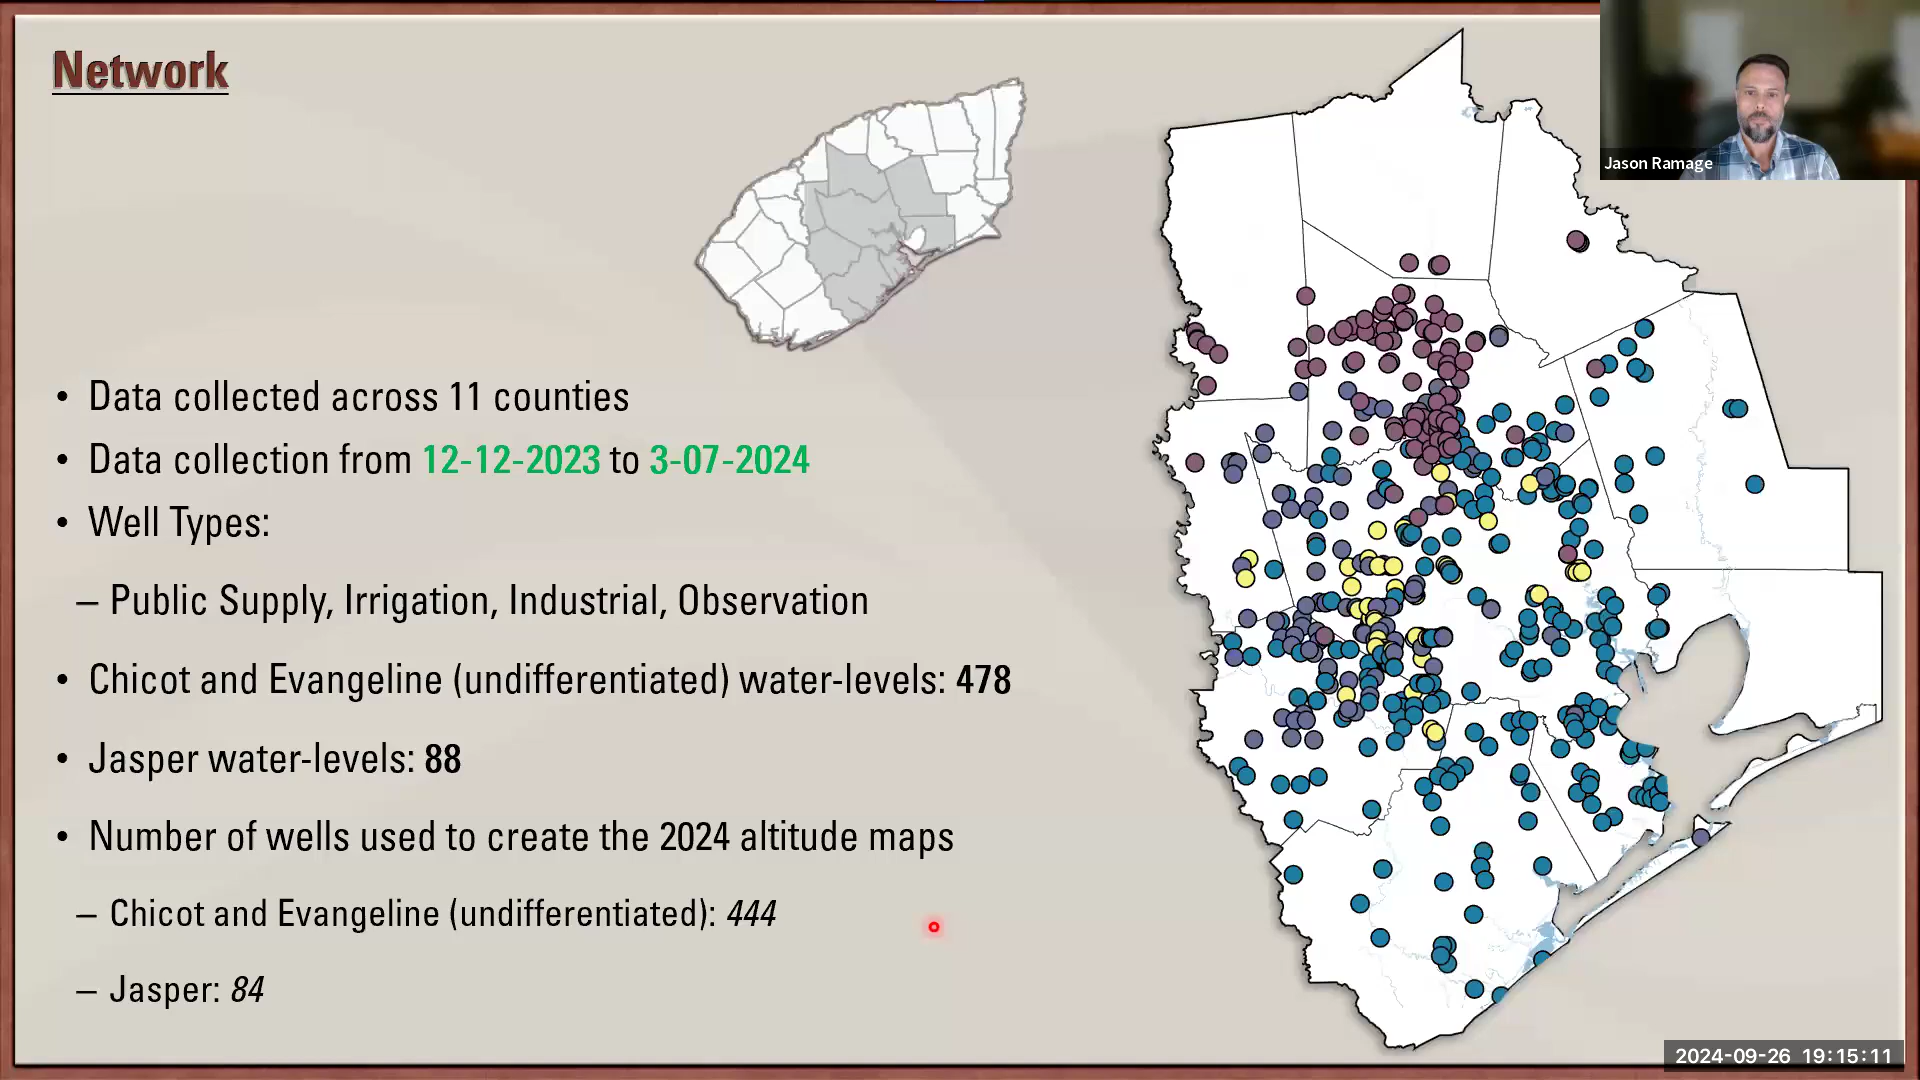 Network
Jason Ramage
• Data collected across 11 counties
• Data collection from 12-12-2023 to 3-07-2024
• Well Types:
– Public Supply, Irrigation, Industrial, Observation
• Chicot and Evangeline (undifferentiated) water-levels: 478
• Jasper water-levels: 88
• Number of wells used to create the 2024 altitude maps
– Chicot and Evangeline (undifferentiated): 444
– Jasper: 84
2024-09-26 19:15:11